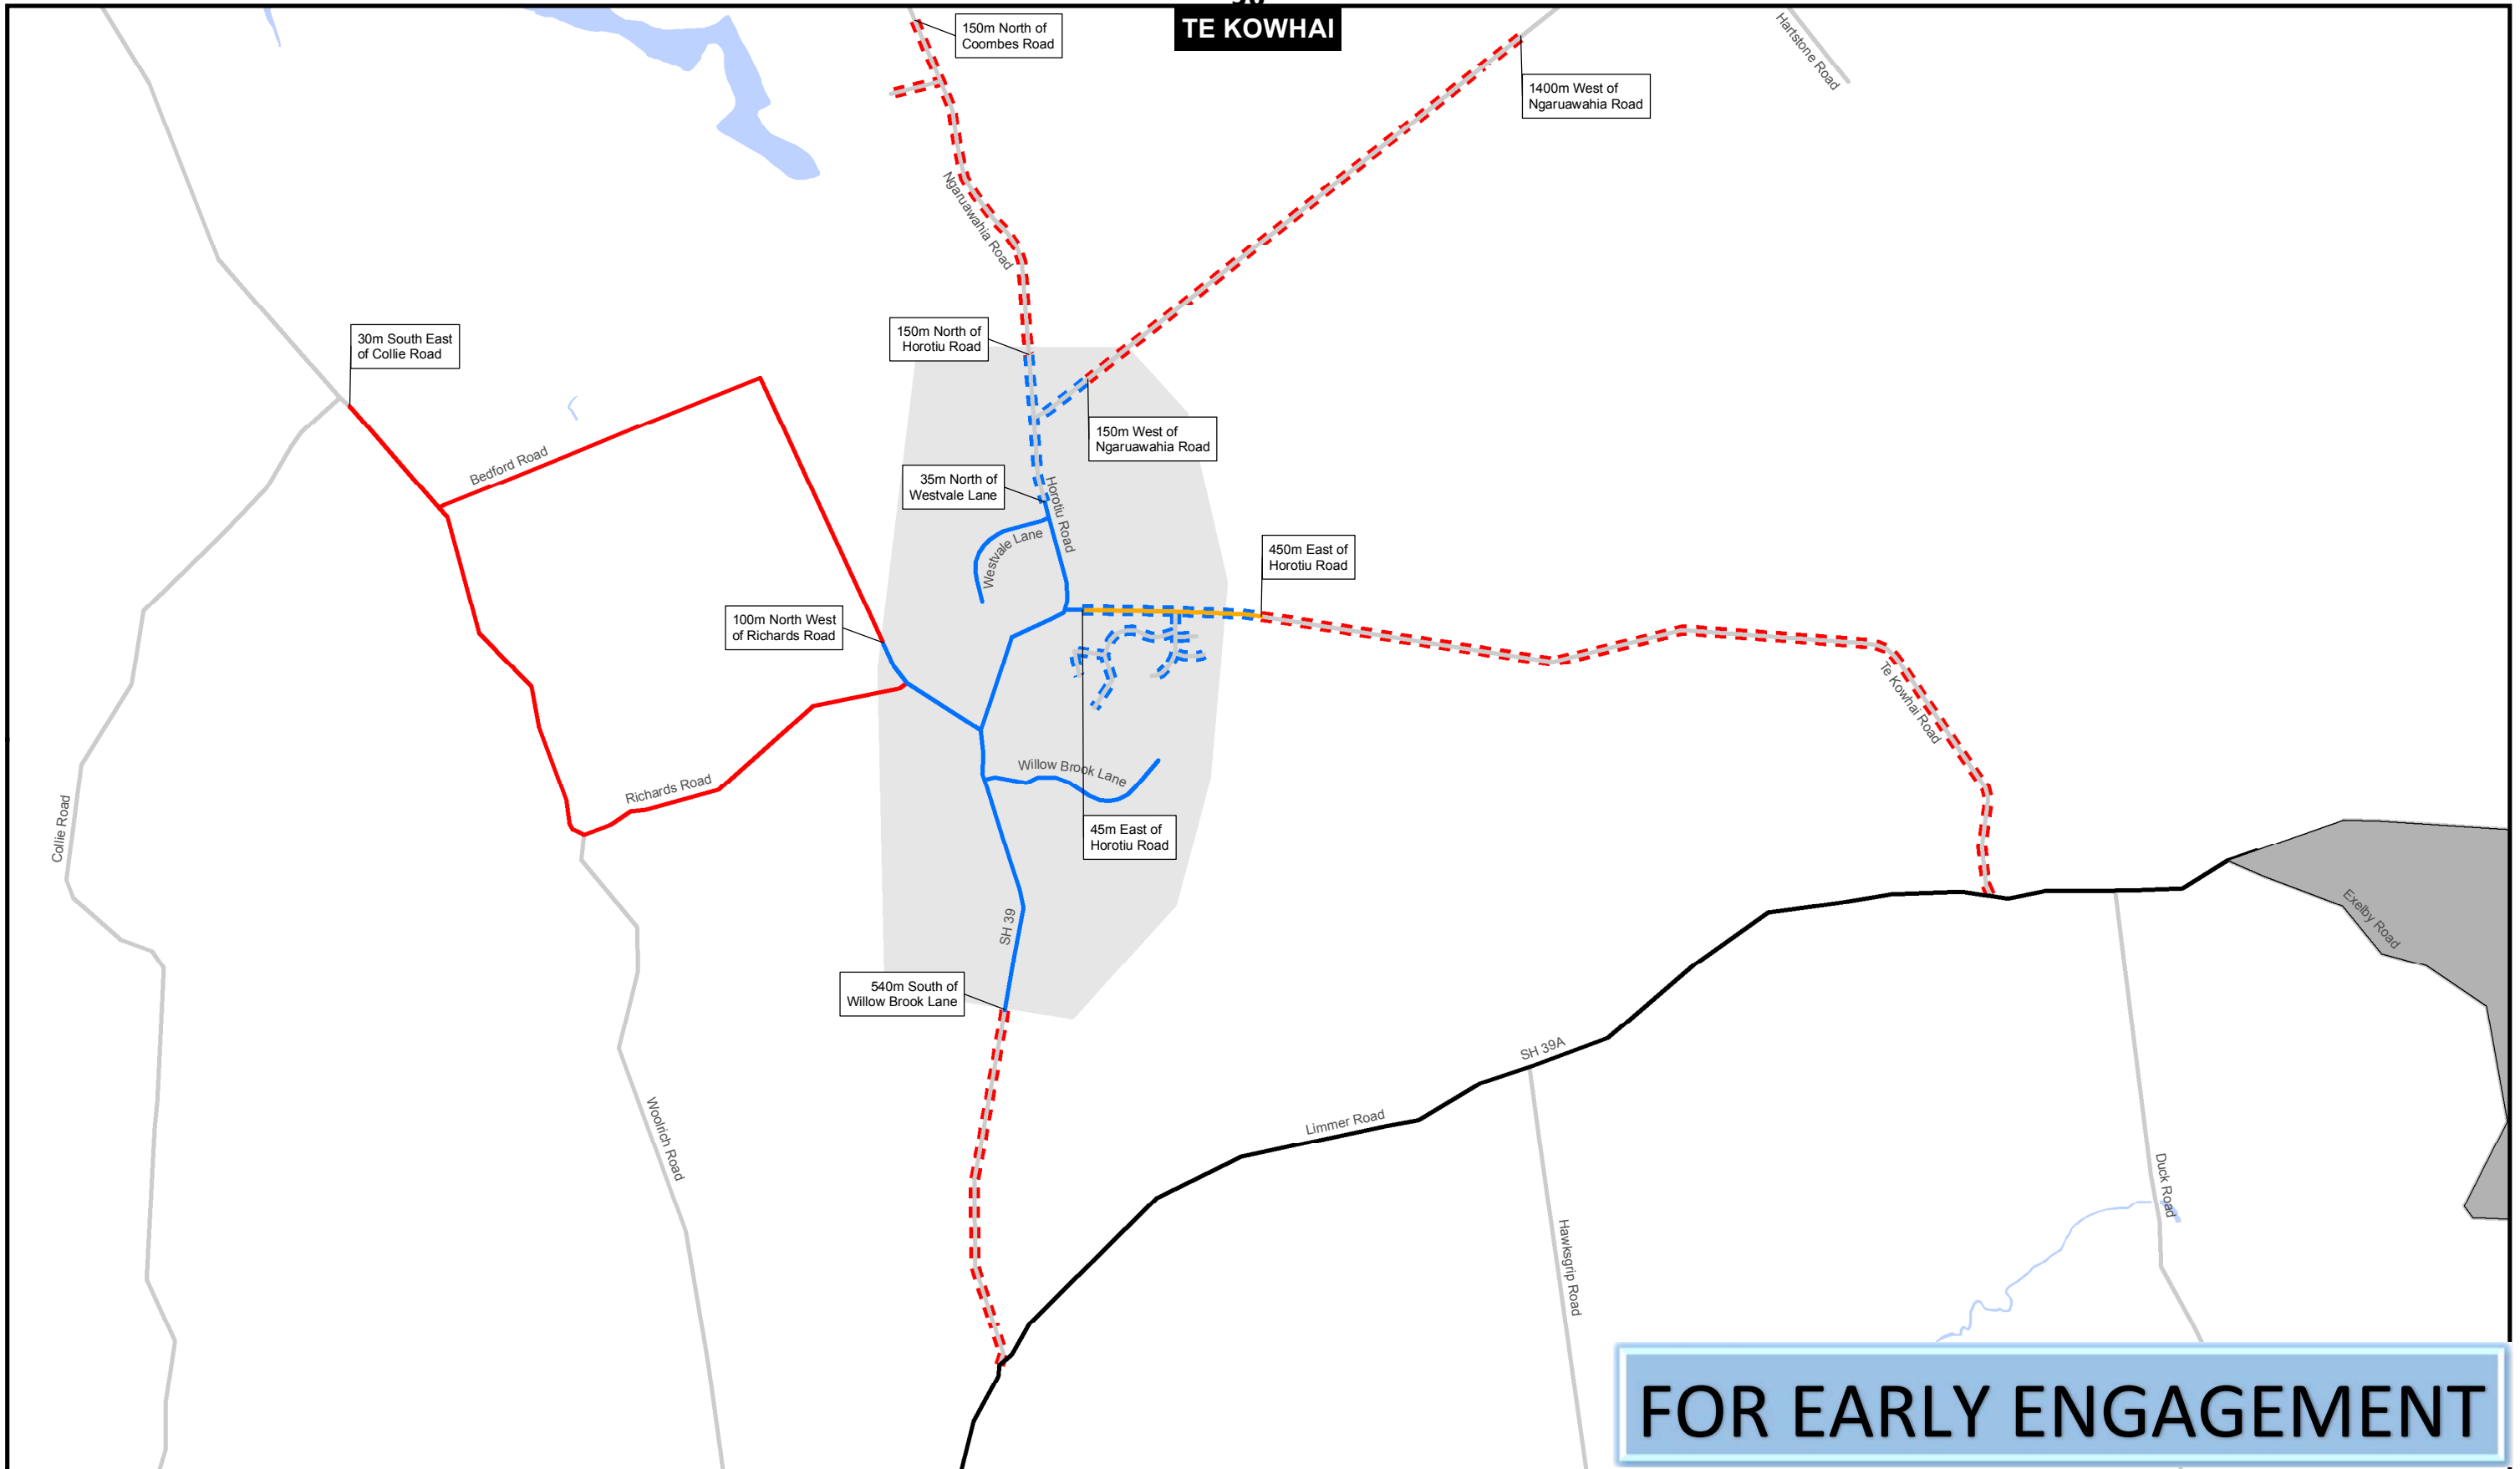 TE KOWHAI
150m North of
Coombes Road
Hartstone Road
1400m West of
Ngaruawahia Road
Ngaruawahia Road
30m South East
of Collie Road
150m North of
Horotiu Road
150m West of
Ngaruawahia Road
Bedford Road
35m North of
Westvale Lane
Horotiu Road
Westvale Lane
450m East of
Horotiu Road
100m North West
of Richards Road
Te Kowhai Road
Willow Brook Lane
Richards Road
Collie Road
45m East of
Horotiu Road
SH 39
Exelby Road
540m South of
Willow Brook Lane
SH 39A
Limmer Road
Woolrich Road
Duck Road
Hawksgrip Road
FOR EARLY ENGAGEMENT